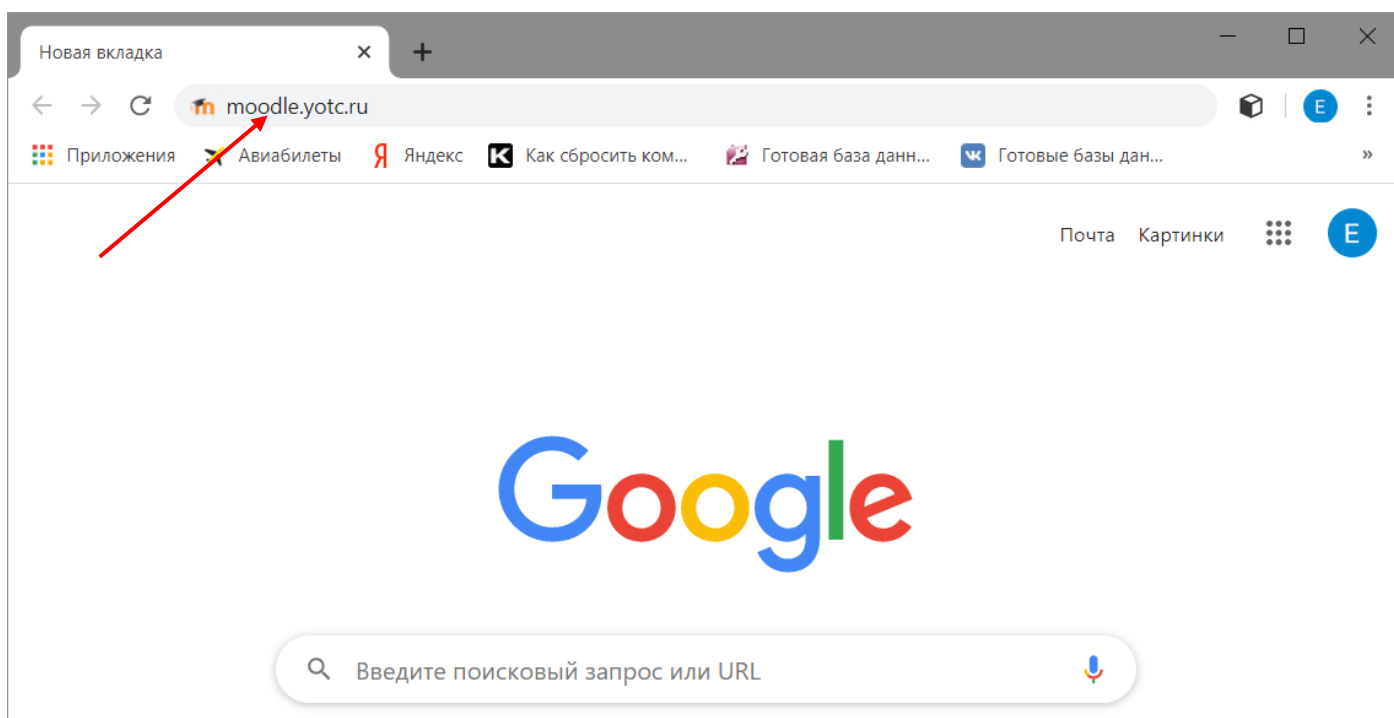 Новая вкладка
moodle.yotc.ru
E
Приложения Авиабилеты Я Яндекс K Как сбросить ком... Готовая база данн... Готовые базы дан... »
Почта Картинки E
Google
Введите поисковый запрос или URL